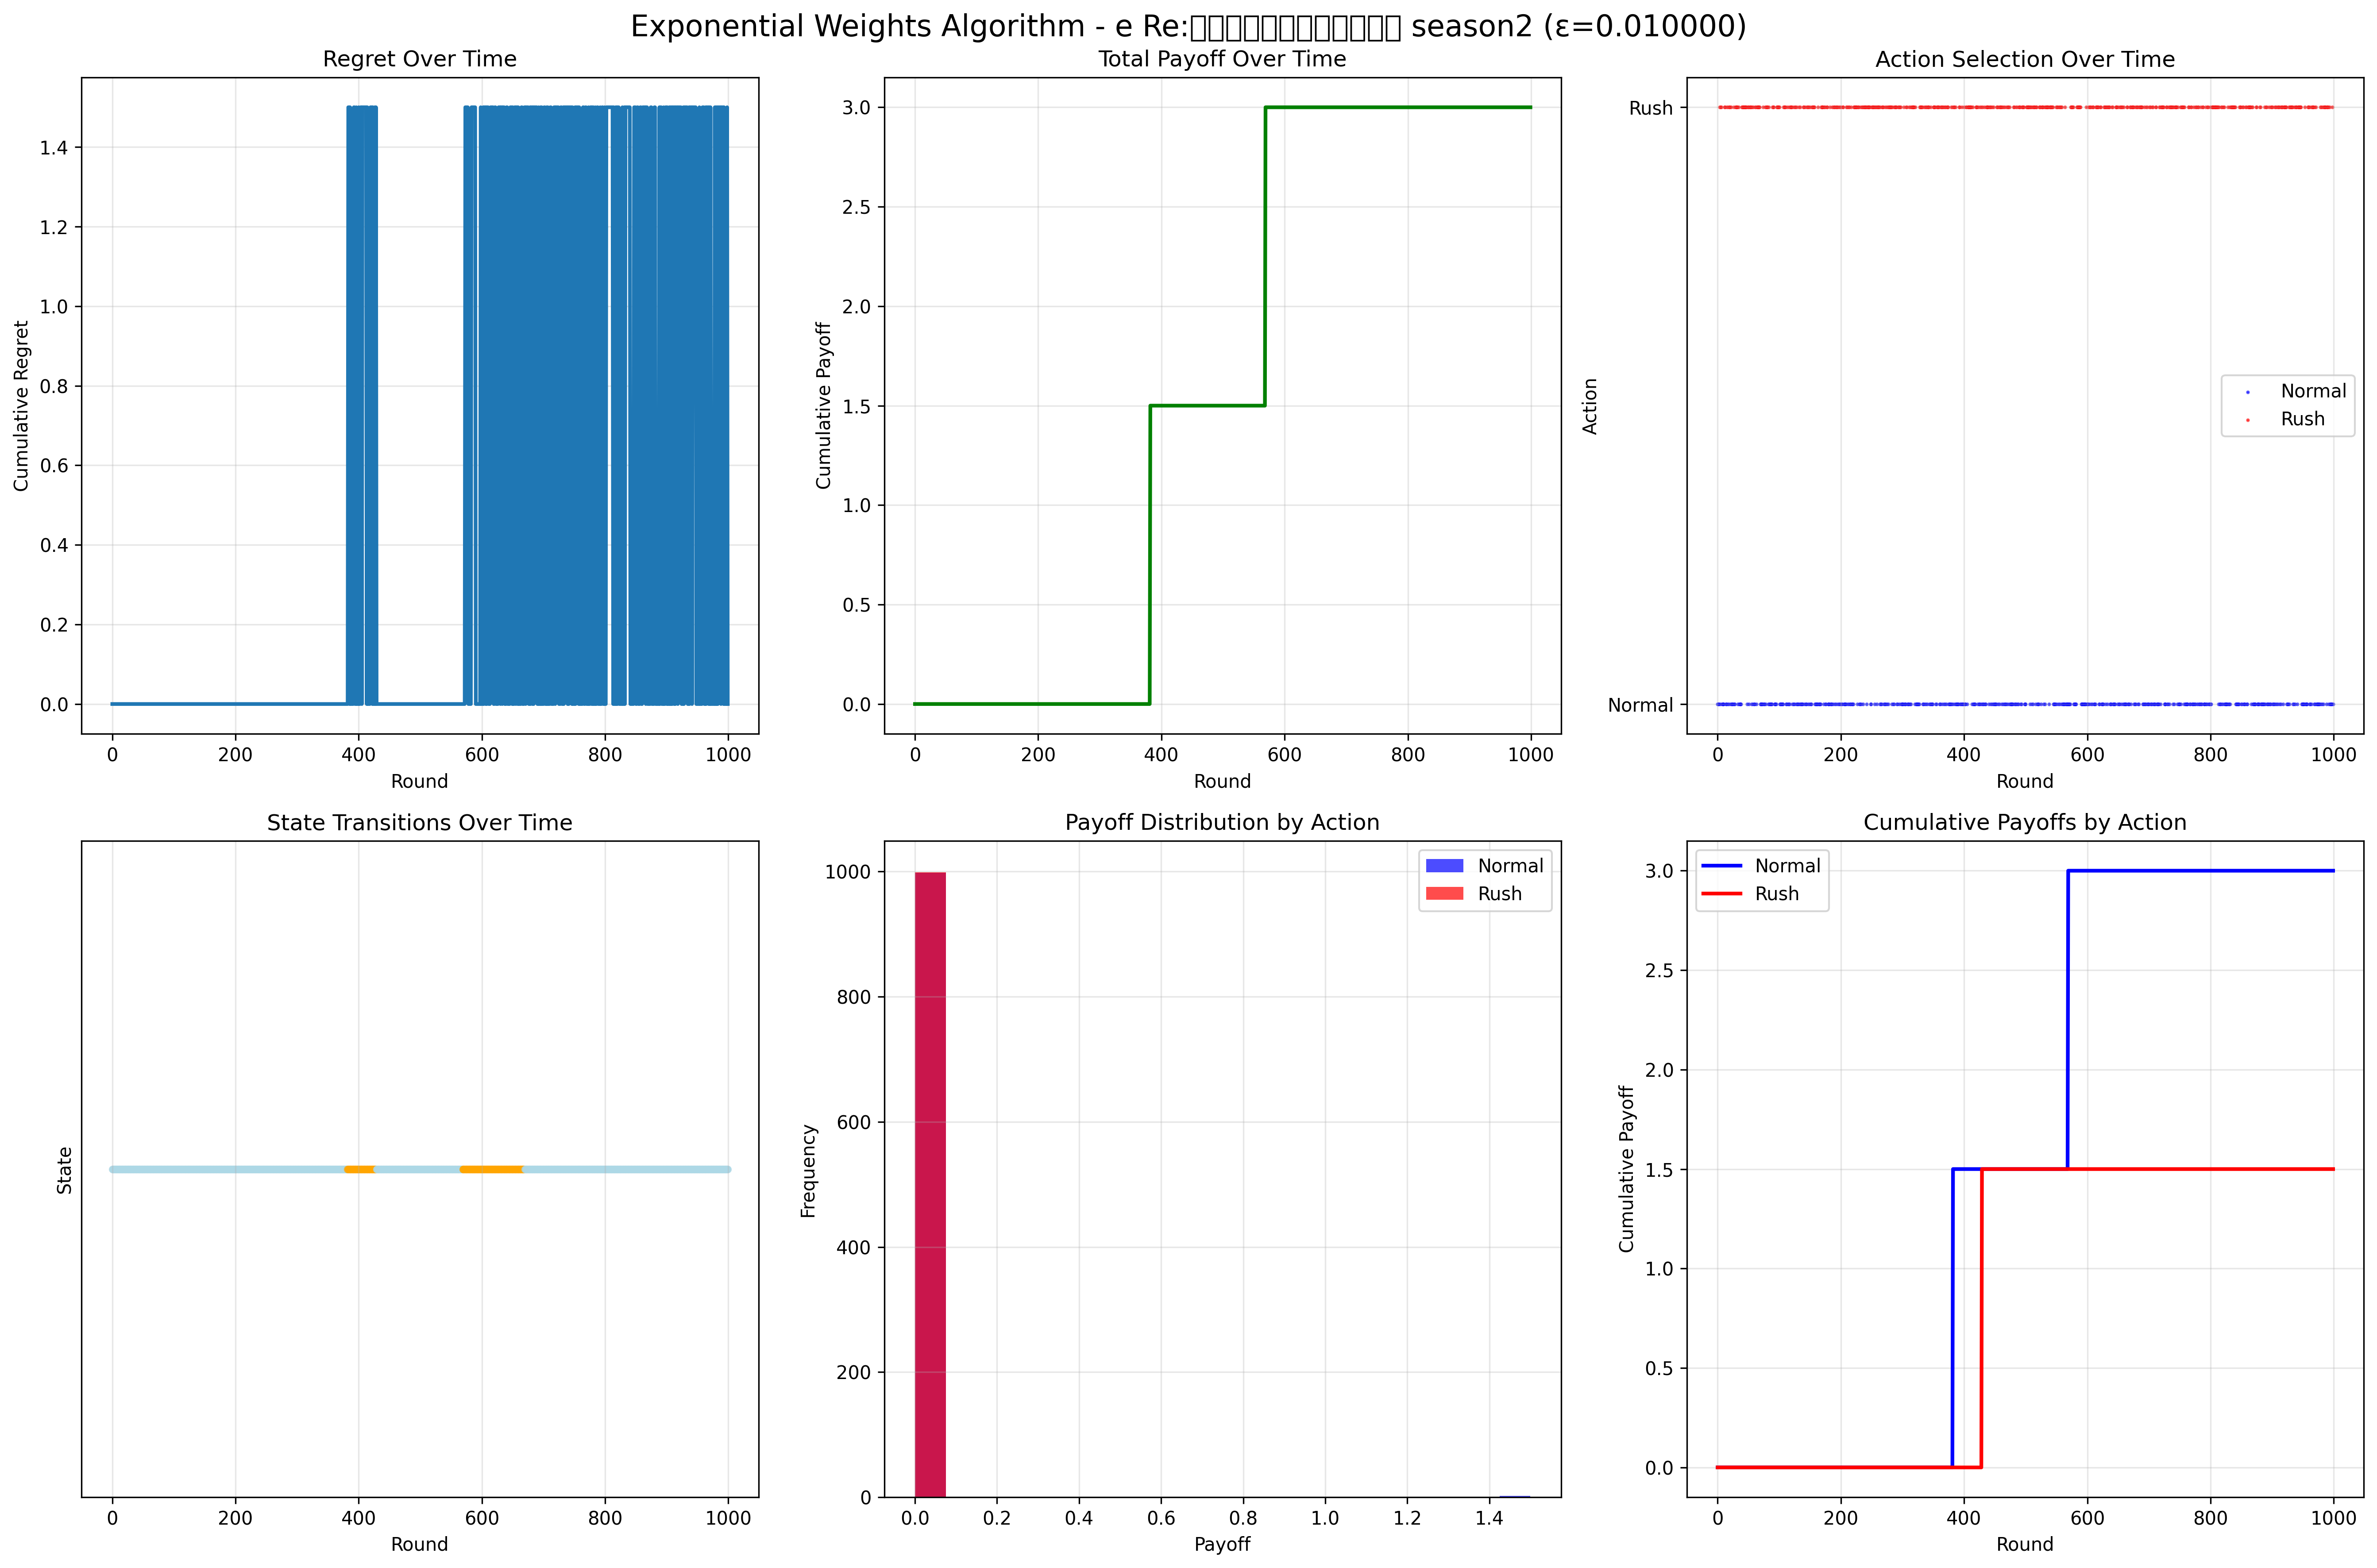 Exponential Weights Algorithm - e Re:□□□□□□□□□□□□ season2 (ε=0.010000)
Regret Over Time
1.4
1.2
1.0
0.8
0.6
0.4
0.2
0.0
Cumulative Regret
0 200 400 600 800 1000
Round
Total Payoff Over Time
3.0
2.5
2.0
1.5
1.0
0.5
0.0
Cumulative Payoff
0 200 400 600 800 1000
Round
Action Selection Over Time
Rush
Normal
Action
Normal
Rush
0 200 400 600 800 1000
Round
State Transitions Over Time
State
0 200 400 600 800 1000
Round
Payoff Distribution by Action
1000
800
600
400
200
0
Frequency
Normal
Rush
0.0 0.2 0.4 0.6 0.8 1.0 1.2 1.4
Payoff
Cumulative Payoffs by Action
Normal
Rush
3.0
2.5
2.0
1.5
1.0
0.5
0.0
Cumulative Payoff
0 200 400 600 800 1000
Round